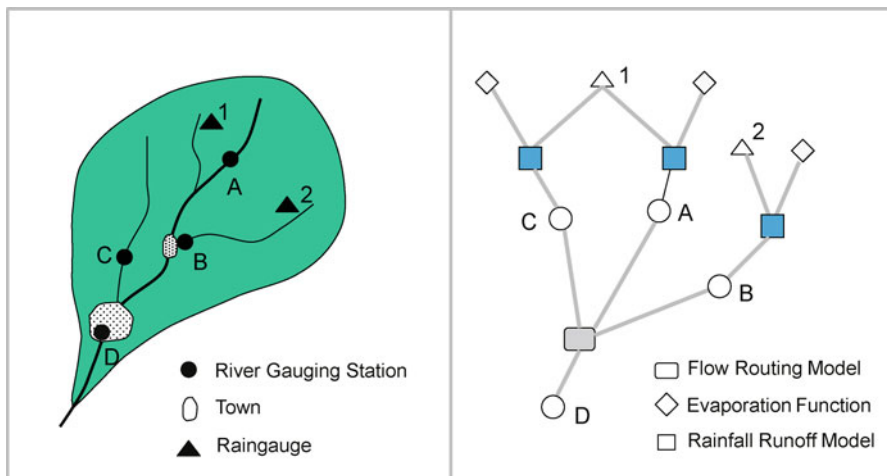 1
A
2
C
B
D
River Gauging Station
Town
Raingauge
1
2
C
A
B
D
Flow Routing Model
Evaporation Function
Rainfall Runoff Model